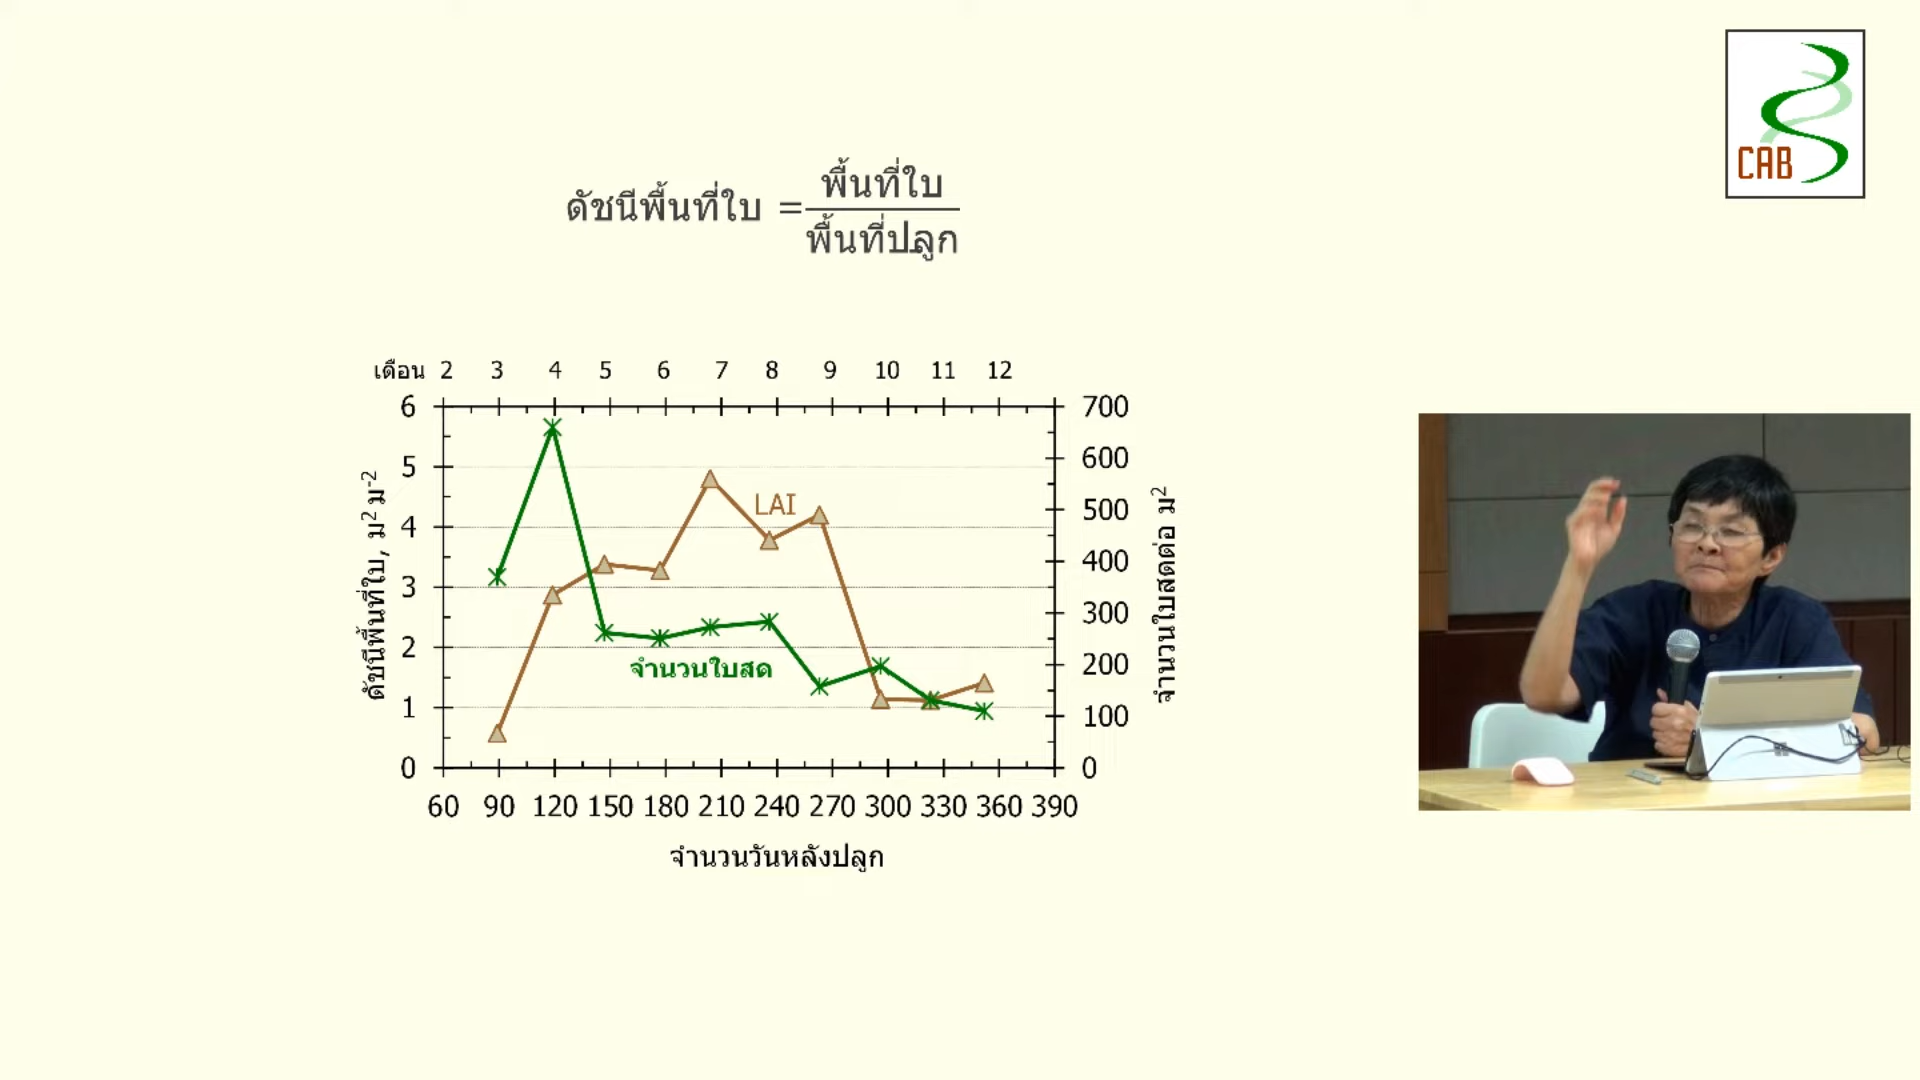 CAB
ดัชนีพื้นที่ใบ = พื้นที่ใบ
พื้นที่ปลูก
เดือน 2 3 4 5 6 7 8 9 10 11 12
6
5
4
3
2
1
0
ดัชนีพื้นที่ใบ, ม2 ม-2
LAI
จำนวนใบสด
700
600
500
400
300
200
100
0
จำนวนใบสดต่อ ม2
60 90 120 150 180 210 240 270 300 330 360 390
จำนวนวันหลังปลูก